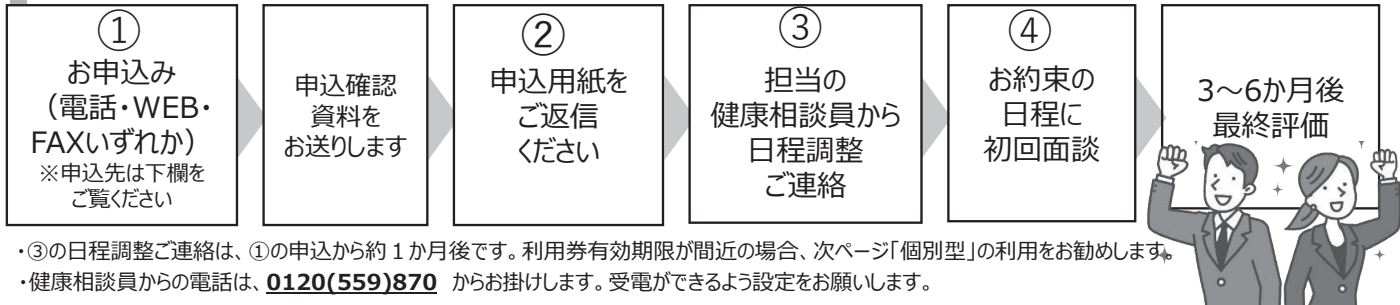 ①
お申込み
（電話・WEB・
FAXいずれか）
※申込先は下欄を
ご覧ください
申込確認
資料を
お送りします
②
申込用紙を
ご返信
ください
③
担当の
健康相談員から
日程調整
ご連絡
④
お約束の
日程に
初回面談
3～6か月後
最終評価
・③の日程調整ご連絡は、①の申込から約１か月後です。利用券有効期限が間近の場合、次ページ「個別型」の利用をお勧めします。
・健康相談員からの電話は、0120(559)870 からお掛けします。受電ができるよう設定をお願いします。